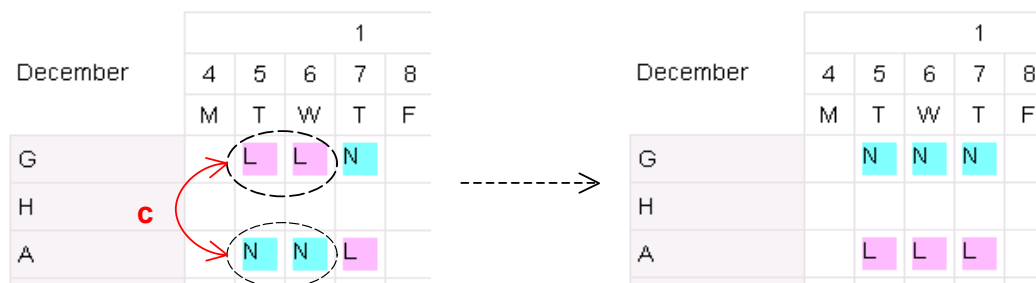 1 1
December 4 5 6 7 8 December 4 5 6 7 8
M T W T F M T W T F
G L L N G N N N
H H
c
A N N L A L L L